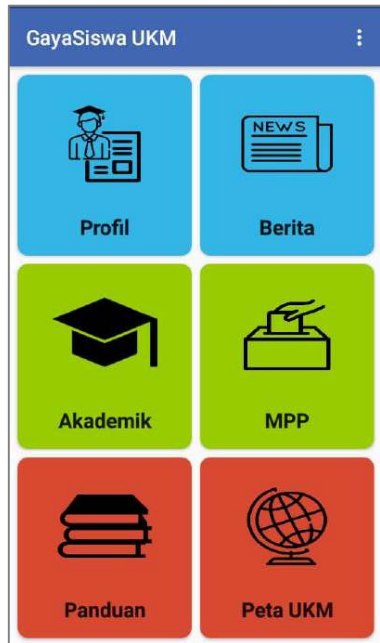 GayaSiswa UKM
NEWS
Profil
Berita
Akademik
MPP
Panduan
Peta UKM